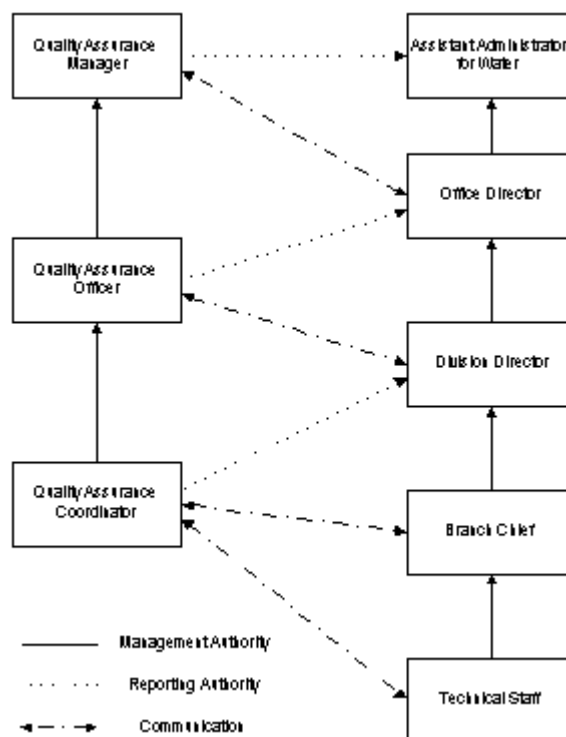 Quality Assurance
Manager
Assistant Administrator
for Water
Office Director
Quality Assurance
Officer
Division Director
Quality Assurance
Coordinator
Branch Chief
Management Authority
Reporting Authority
Technical Staff
Communication